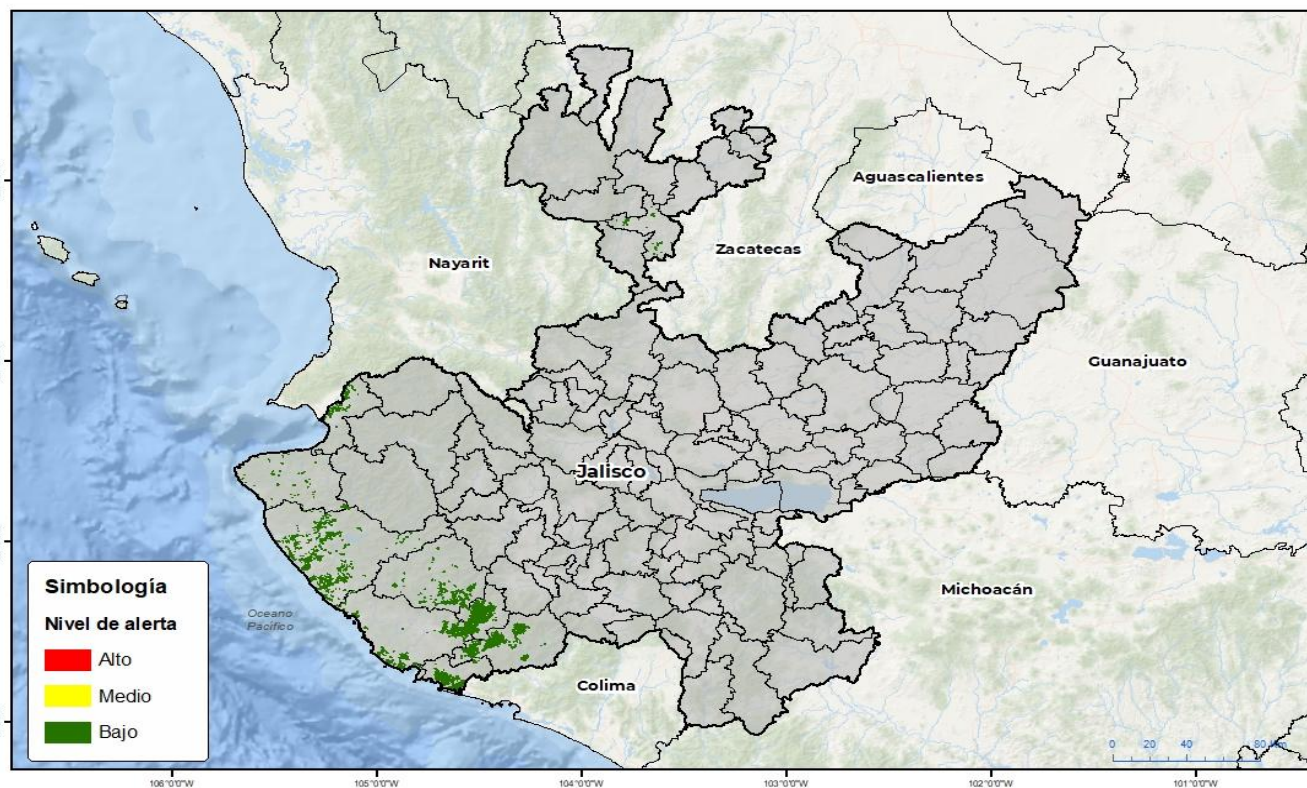 Aguascalientes
Zacatecas
Nayarit
Guanajuato
Jalisco
Michoacán
Colima
Oceano
Pacifico
Simbología
Nivel de alerta
Alto
Medio
Bajo
0 20 40 80 Km
106°0'0"W 105°0'0"W 104°0'0"W 103°0'0"W 102°0'0"W 101°0'0"W